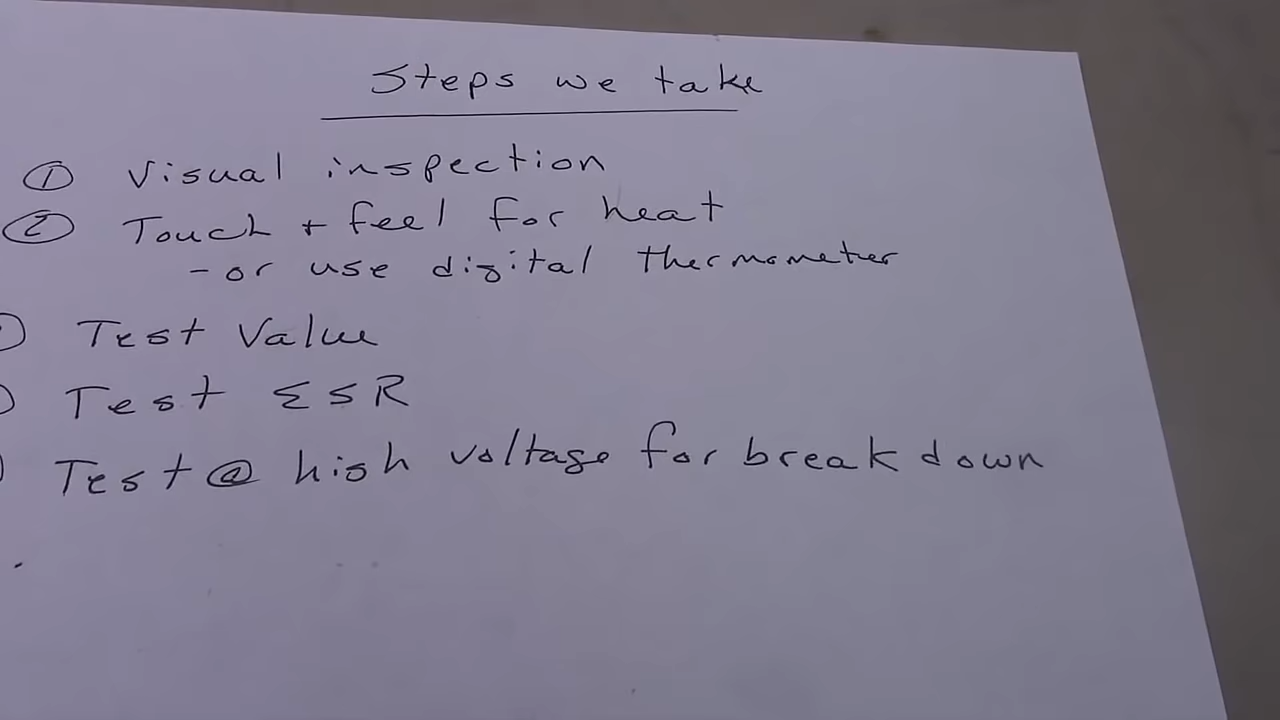 Steps we take
① Visual inspection
② Touch + feel for heat
- or use digital thermometer
Test Value
Test ESR
Test @ high voltage for breakdown